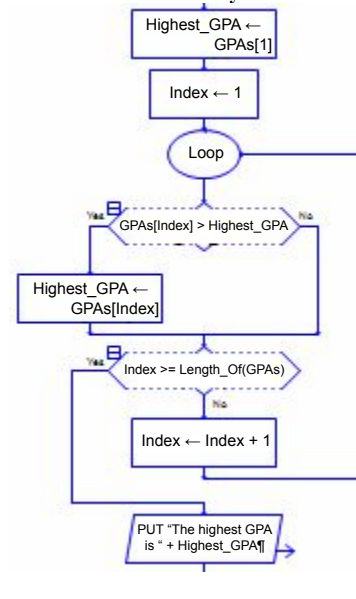 Highest_GPA ←
GPAs[1]
Index ← 1
Loop
Yes
GPAs[Index] > Highest_GPA
No
Highest_GPA ←
GPAs[Index]
Yes
Index >= Length_Of(GPAs)
No
Index ← Index + 1
PUT “The highest GPA
is “ + Highest_GPA¶